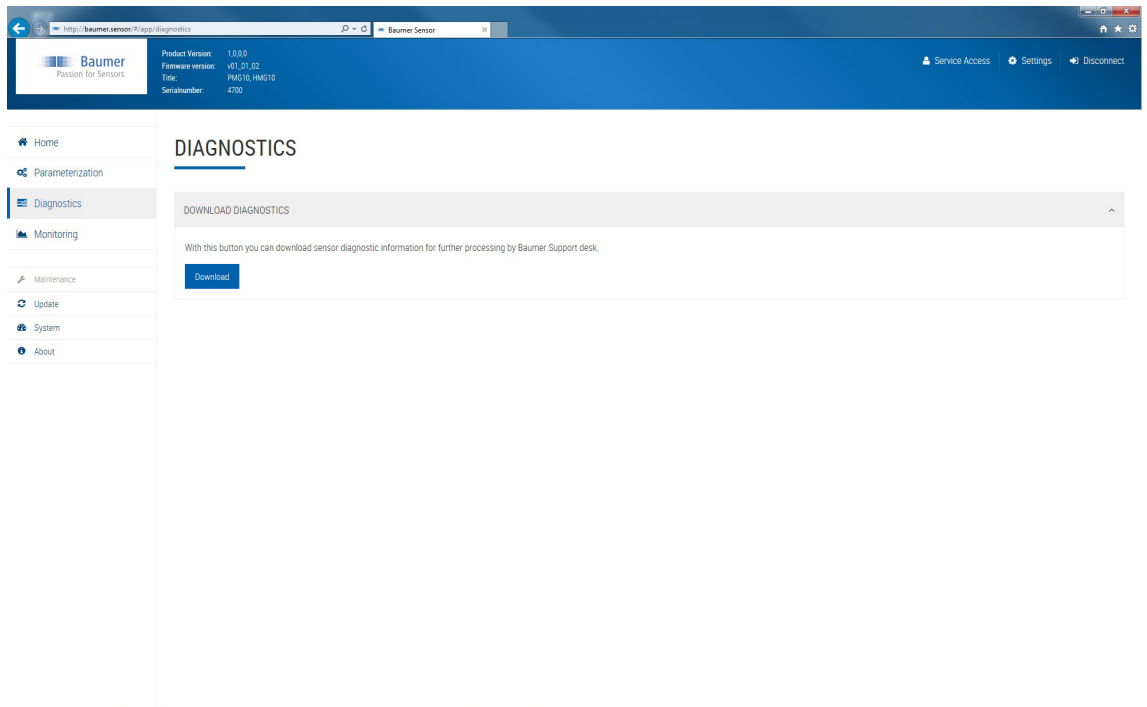 http://baumer.sensor/#/app/diagnostics
Baumer Sensor
Baumer
Passion for Sensors
Product Version: 1,0,0,0
Firmware version: v01_01_02
Title: PMG10, HMG10
Serialnumber: 4700
Service Access
Settings
Disconnect
Home
Parameterization
Diagnostics
Monitoring
Maintenance
Update
System
About
DIAGNOSTICS
DOWNLOAD DIAGNOSTICS
With this button you can download sensor diagnostic information for further processing by Baumer Support desk.
Download